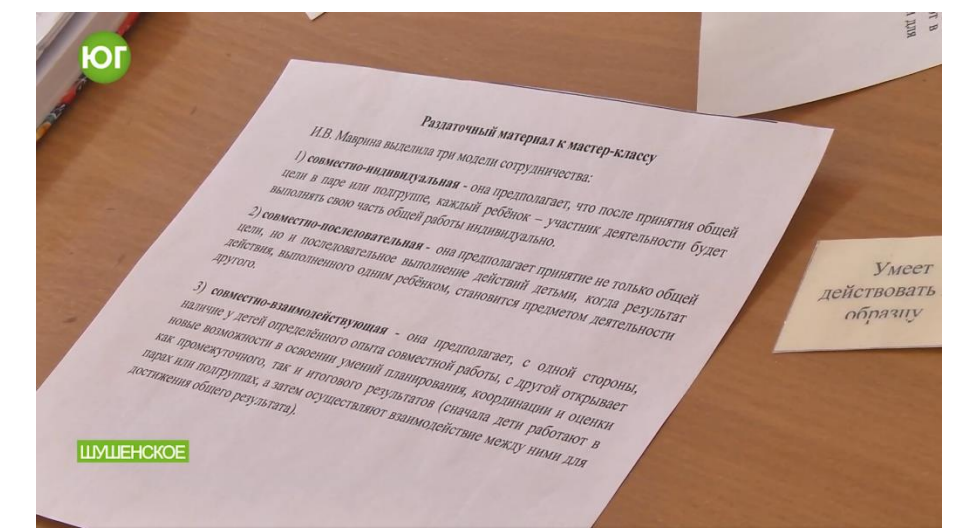 ЮГ
Раздаточный материал к мастер-классу
И.В. Маврина выделила три модели сотрудничества:
1) совместно-индивидуальная - она предполагает, что после принятия общей
цели в паре или подгруппе, каждый ребёнок – участник деятельности будет
выполнять свою часть общей работы индивидуально.
2) совместно-последовательная - она предполагает принятие не только общей
цели, но и последовательное выполнение действий детьми, когда результат
действия, выполненного одним ребёнком, становится предметом деятельности
другого.
3) совместно-взаимодействующая - она предполагает, с одной стороны,
наличие у детей определённого опыта совместной работы, с другой открывает
новые возможности в освоении умений планирования, координации и оценки
как промежуточного, так и итогового результатов (сначала дети работают в
парах или подгруппах, а затем осуществляют взаимодействие между ними для
достижения общего результата).
Умеет
действовать
образцу
в
для
ШУШЕНСКОЕ